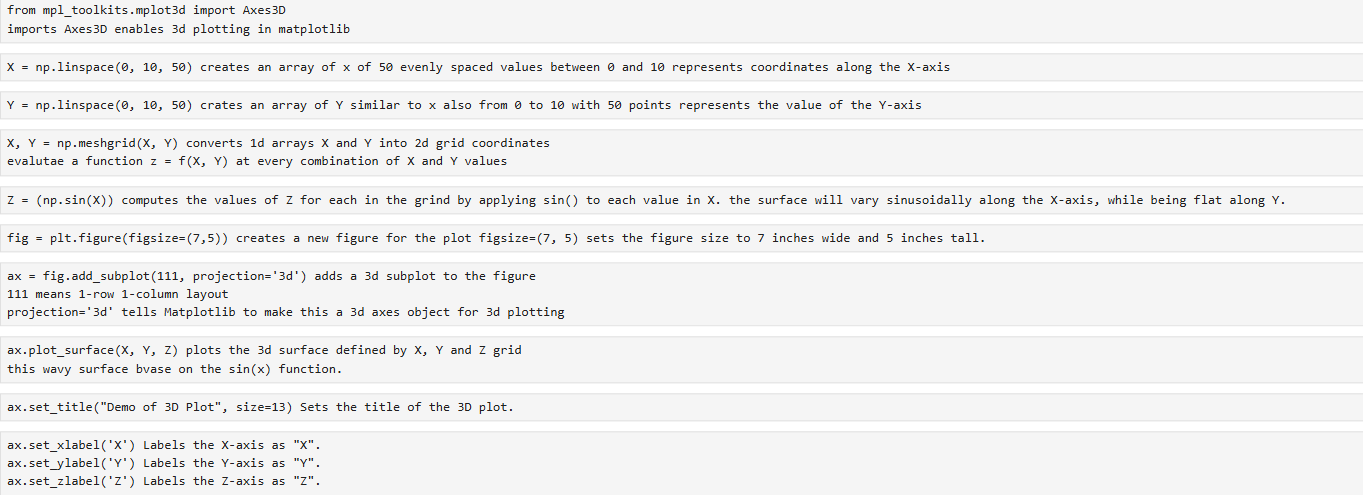 from mpl_toolkits.mplot3d import Axes3D
imports Axes3D enables 3d plotting in matplotlib
X = np.linspace(0, 10, 50) creates an array of x of 50 evenly spaced values between 0 and 10 represents coordinates along the X-axis
Y = np.linspace(0, 10, 50) crates an array of Y similar to x also from 0 to 10 with 50 points represents the value of the Y-axis
X, Y = np.meshgrid(X, Y) converts 1d arrays X and Y into 2d grid coordinates
evalutae a function z = f(X, Y) at every combination of X and Y values
Z = (np.sin(X)) computes the values of Z for each in the grind by applying sin() to each value in X. the surface will vary sinusoidally along the X-axis, while being flat along Y.
fig = plt.figure(figsize=(7,5)) creates a new figure for the plot figsize=(7, 5) sets the figure size to 7 inches wide and 5 inches tall.
ax = fig.add_subplot(111, projection='3d') adds a 3d subplot to the figure
111 means 1-row 1-column layout
projection='3d' tells Matplotlib to make this a 3d axes object for 3d plotting
ax.plot_surface(X, Y, Z) plots the 3d surface defined by X, Y and Z grid
this wavy surface bvase on the sin(x) function.
ax.set_title("Demo of 3D Plot", size=13) Sets the title of the 3D plot.
ax.set_xlabel('X') Labels the X-axis as "X".
ax.set_ylabel('Y') Labels the Y-axis as "Y".
ax.set_zlabel('Z') Labels the Z-axis as "Z".